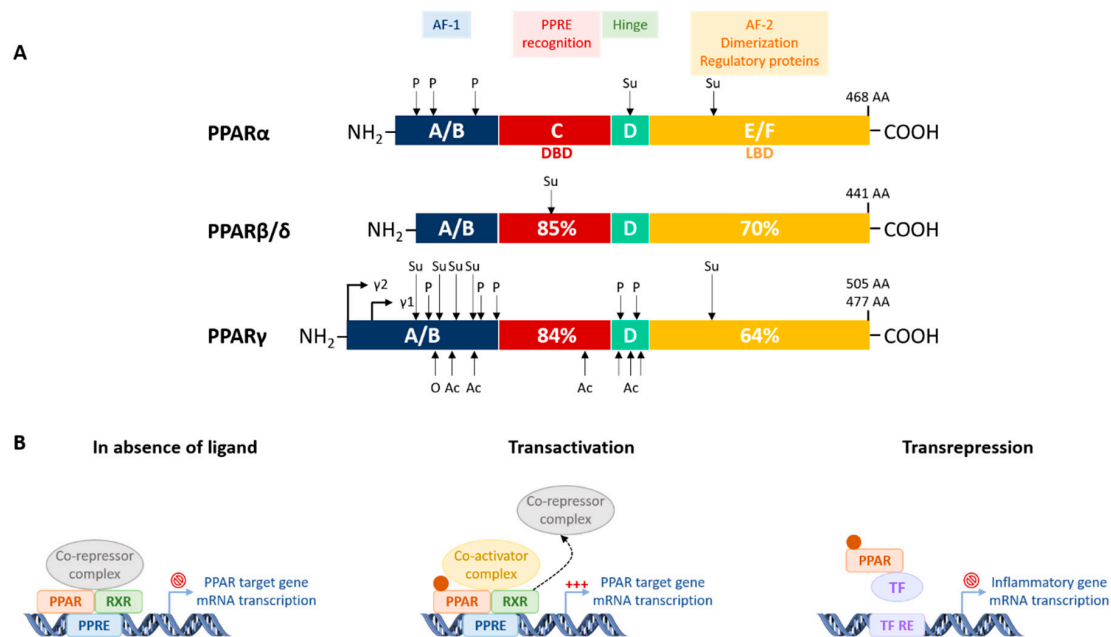 A
AF-1
PPRE
recognition
Hinge
AF-2
Dimerization
Regulatory proteins
P P P Su Su 468 AA
PPARα NH2 A/B C D E/F COOH
DBD LBD
Su 441 AA
PPARβ/δ NH2 A/B 85% D 70% COOH
Su Su Su Su Su 505 AA
γ2 P P P P P
γ1 477 AA
PPARγ NH2 A/B 84% D 64% COOH
O Ac Ac Ac Ac
B
In absence of ligand
Co-repressor
complex
PPAR RXR
PPRE
PPAR target gene
mRNA transcription
Transactivation
Co-repressor
complex
Co-activator
complex
PPAR RXR
PPRE
+++ PPAR target gene
mRNA transcription
Transrepression
PPAR
TF
TF RE
Inflammatory gene
mRNA transcription